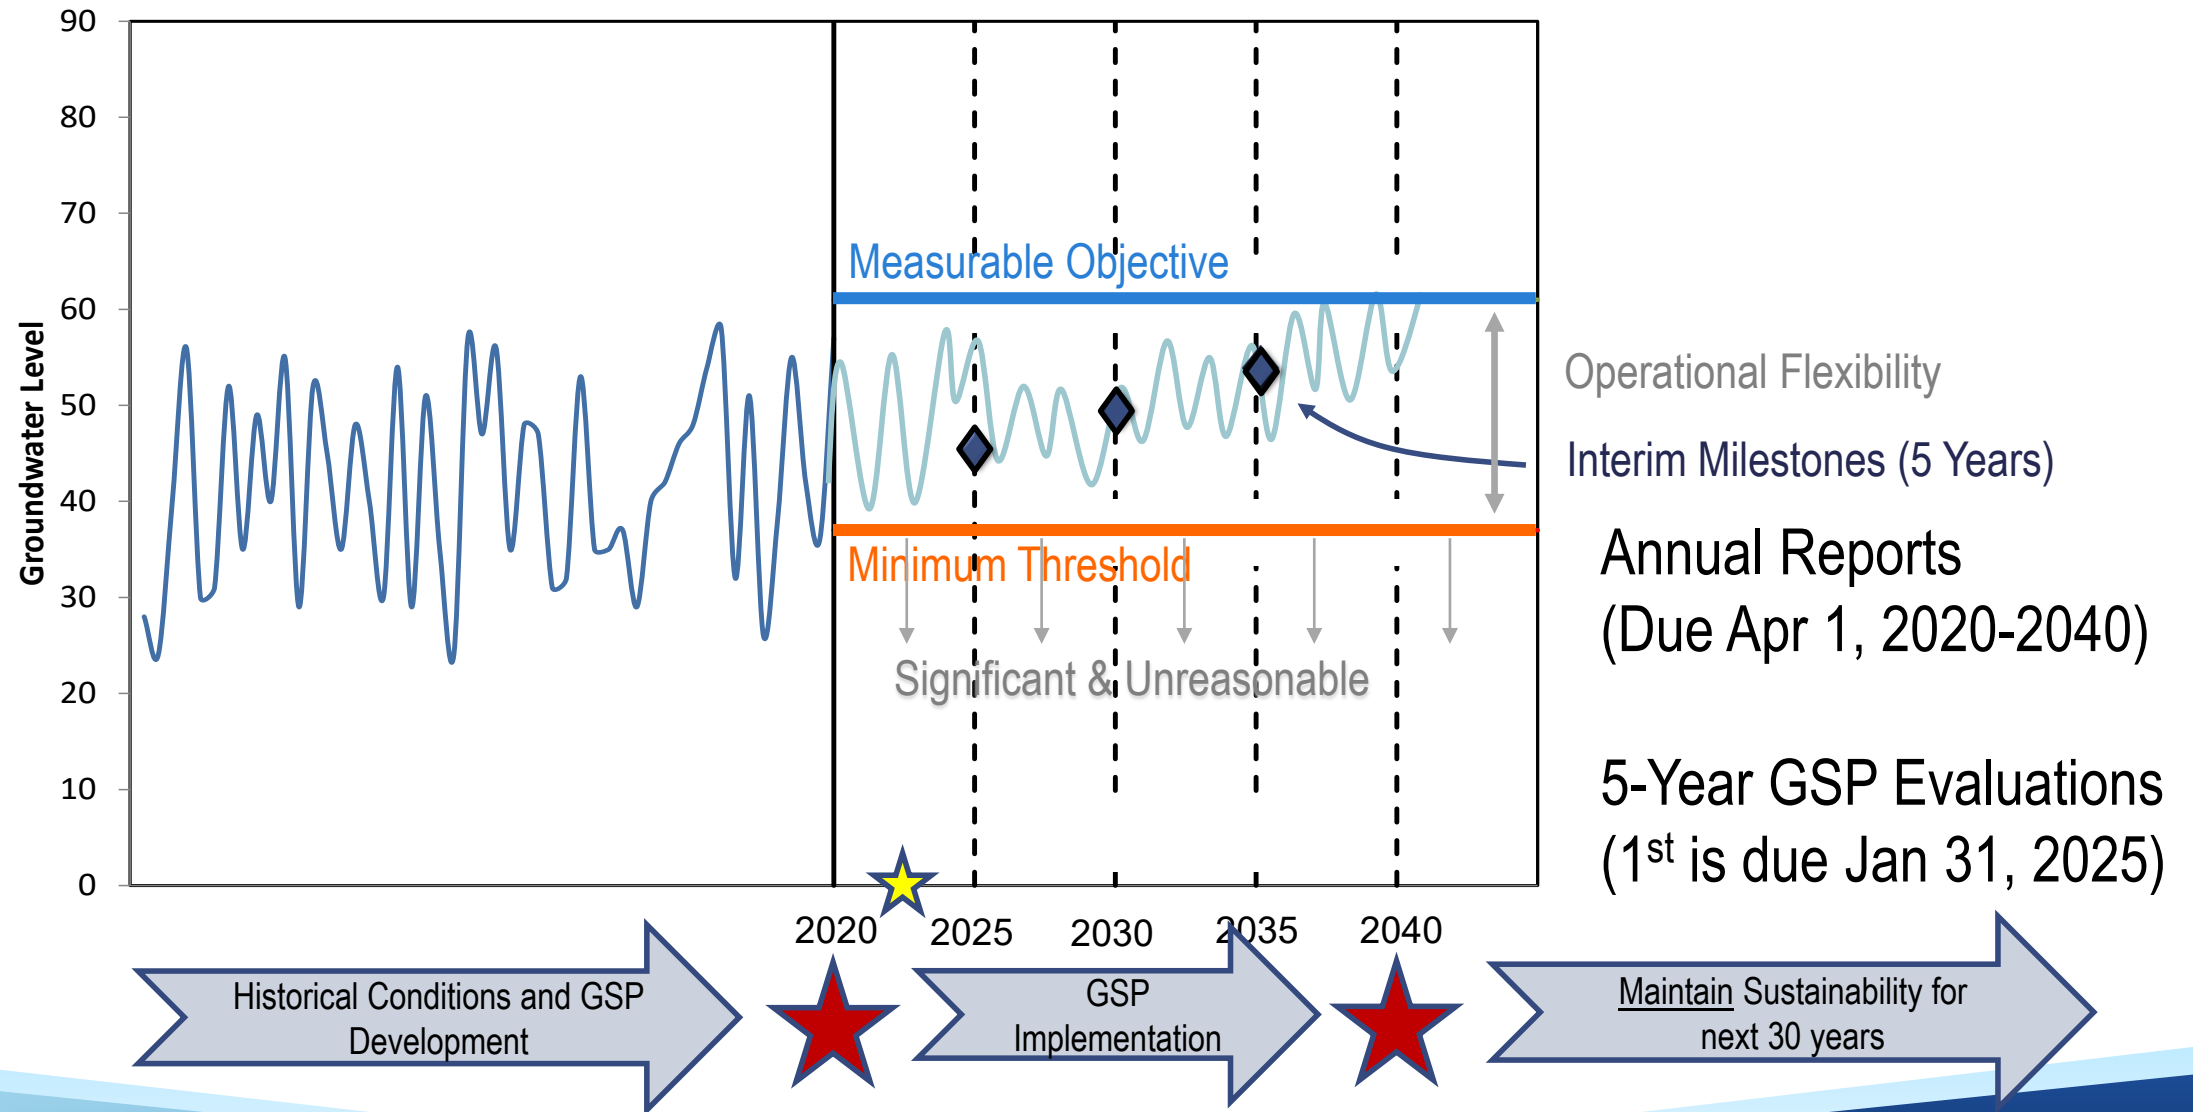 90
80
70
60
50
40
30
20
10
0
Groundwater Level
Measurable Objective
Minimum Threshold
Significant & Unreasonable
Operational Flexibility
Interim Milestones (5 Years)
Annual Reports
(Due Apr 1, 2020-2040)
5-Year GSP Evaluations
(1st is due Jan 31, 2025)
2020
2025
2030
2035
2040
Historical Conditions and GSP
Development
GSP
Implementation
Maintain Sustainability for
next 30 years